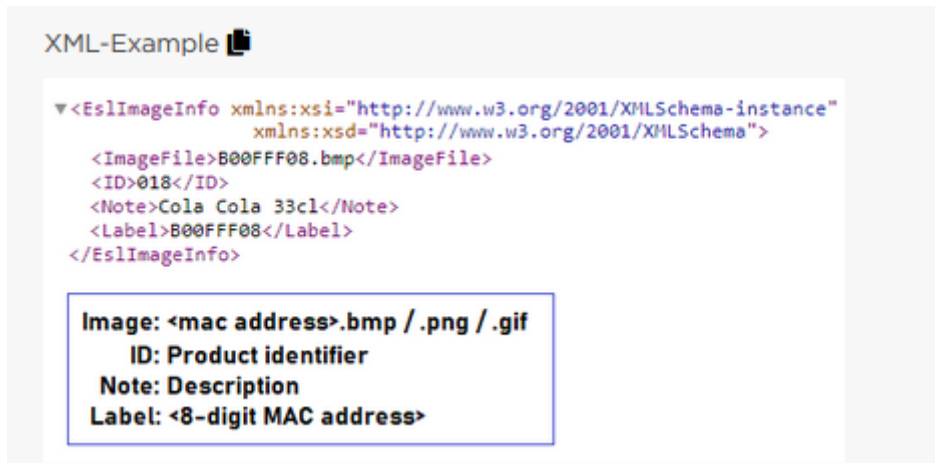 XML-Example
▼<EslImageInfo xmlns:xsi="http://www.w3.org/2001/XMLSchema-instance"
xmlns:xsd="http://www.w3.org/2001/XMLSchema">
<ImageFile>B00FFF08.bmp</ImageFile>
<ID>018</ID>
<Note>Cola Cola 33cl</Note>
<Label>B00FFF08</Label>
</EslImageInfo>
Image: <mac address>.bmp / .png / .gif
ID: Product identifier
Note: Description
Label: <8-digit MAC address>